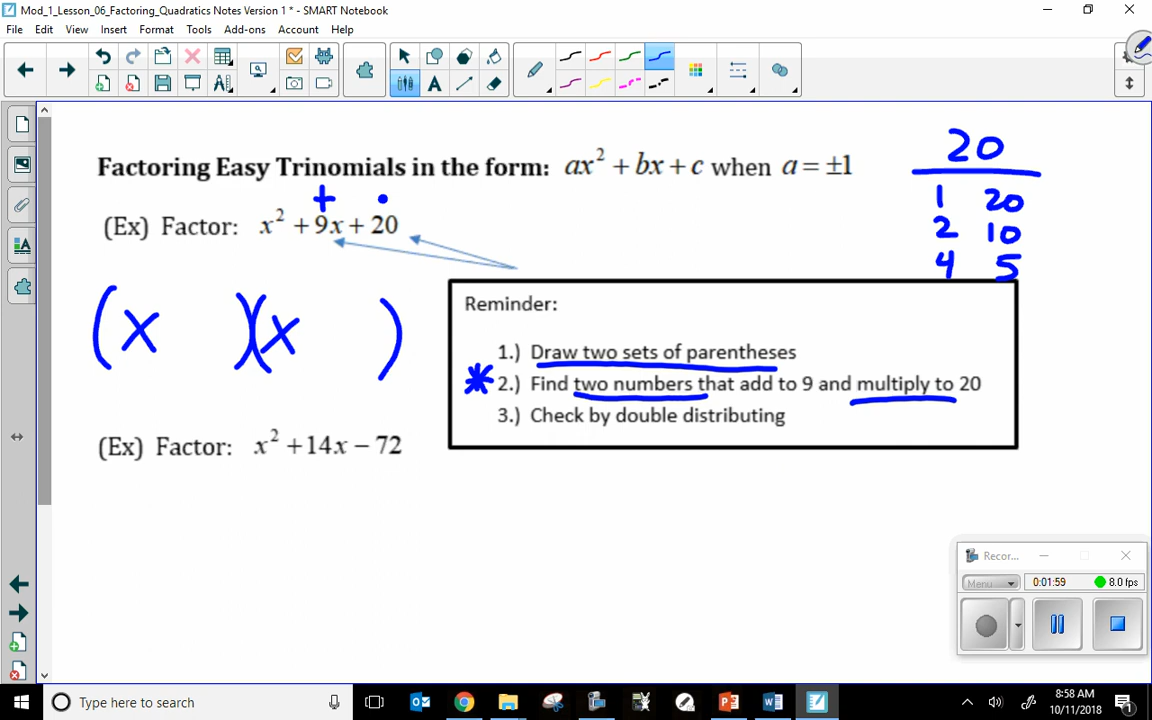 Mod_1_Lesson_06_Factoring_Quadratics Notes Version 1 * - SMART Notebook
File Edit View Insert Format Tools Add-ons Account Help
Factoring Easy Trinomials in the form: ax² + bx + c when a = ±1
20
1 20
2 10
4 5
+ •
(Ex) Factor: x² + 9x + 20
(x )(x )
Reminder:
1.) Draw two sets of parentheses
* 2.) Find two numbers that add to 9 and multiply to 20
3.) Check by double distributing
(Ex) Factor: x² + 14x − 72
Recor...
Menu 0:01:59 8.0 fps
Type here to search
8:58 AM
10/11/2018
1